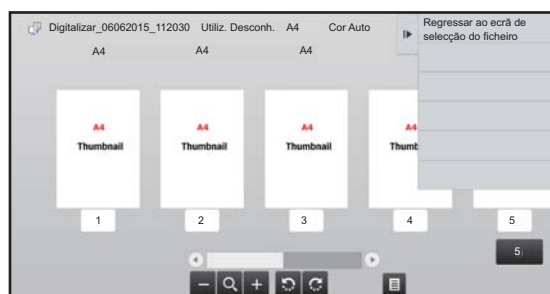 Digitalizar_06062015_112030 Utiliz. Desconh. A4 Cor Auto
Regressar ao ecrã de
selecção do ficheiro
A4 A4 A4
A4 A4 A4 A4
Thumbnail Thumbnail Thumbnail Thumb
1 2 3 4 5
5